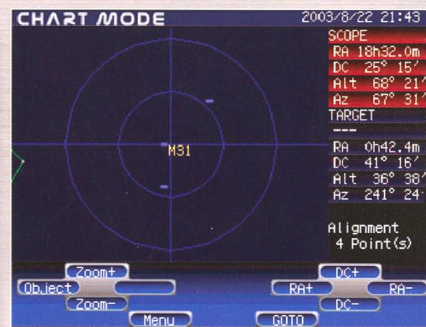 CHART MODE
2003/8/22 21:43
SCOPE
RA 18h32.0m
DC 25° 15′
Alt 68° 21′
Az 67° 31′
TARGET
---
RA 0h42.4m
DC 41° 16′
Alt 36° 38′
Az 241° 24′
M31
Alignment
4 Point(s)
Zoom+
DC+
Object
RA+
RA-
Zoom-
DC-
Menu
GOTO